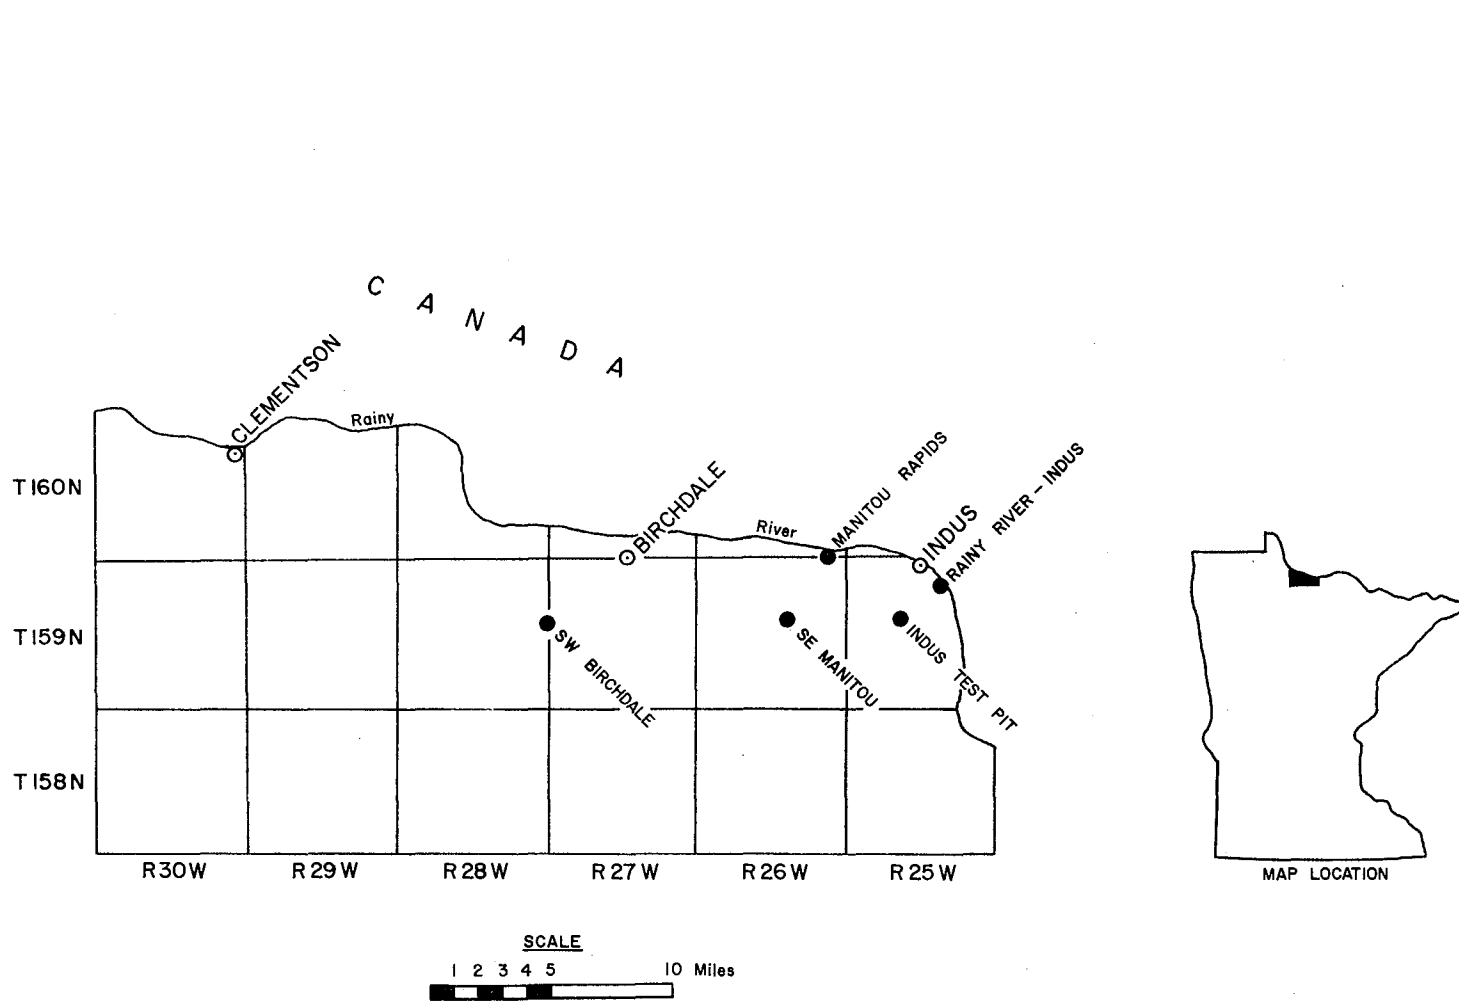 C A N A D A
CLEMENTSON
Rainy
BIRCHDALE
River
MANITOU RAPIDS
INDUS
RAINY RIVER - INDUS
T160N
T159N
SW BIRCHDALE
SE MANITOU
INDUS TEST PIT
T158N
R30W R29W R28W R27W R26W R25W
MAP LOCATION
SCALE
1 2 3 4 5 10 Miles